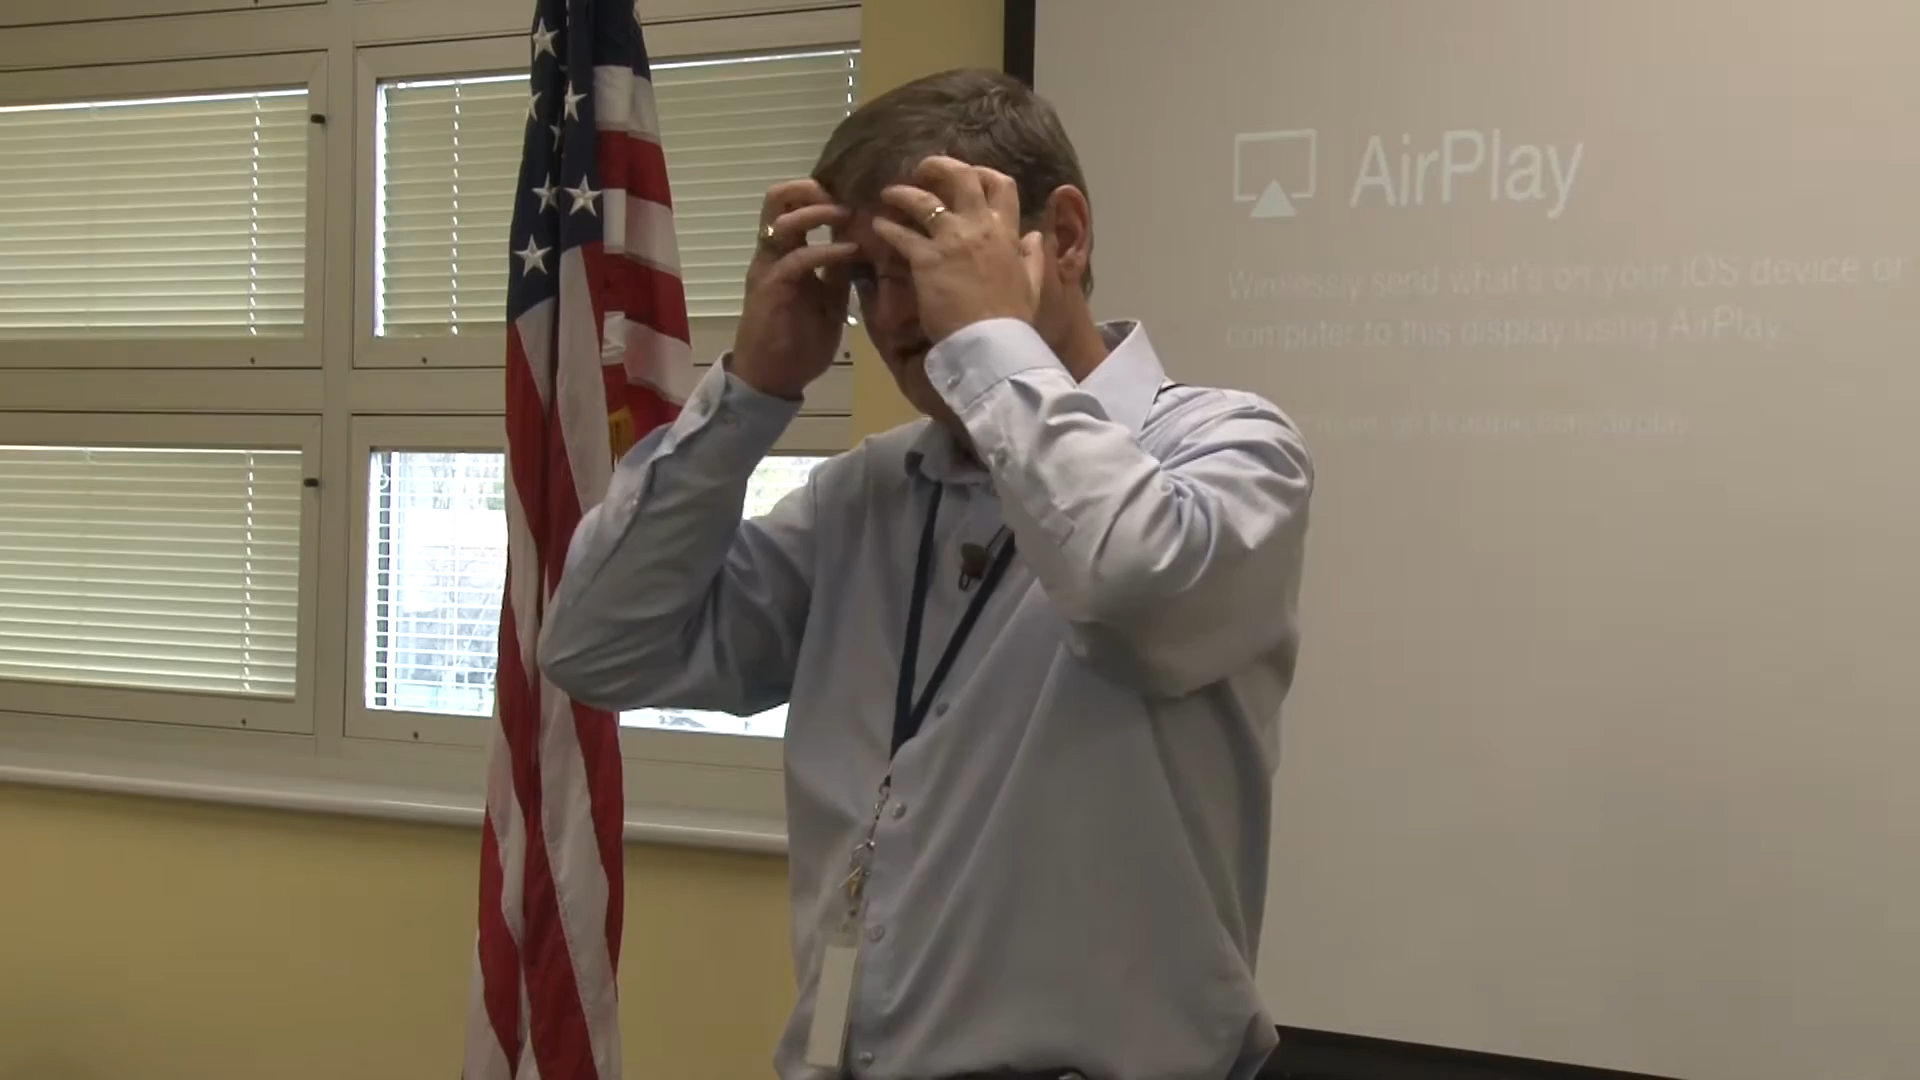 AirPlay
Wirelessly send what's on your iOS device or
computer to this display using AirPlay.